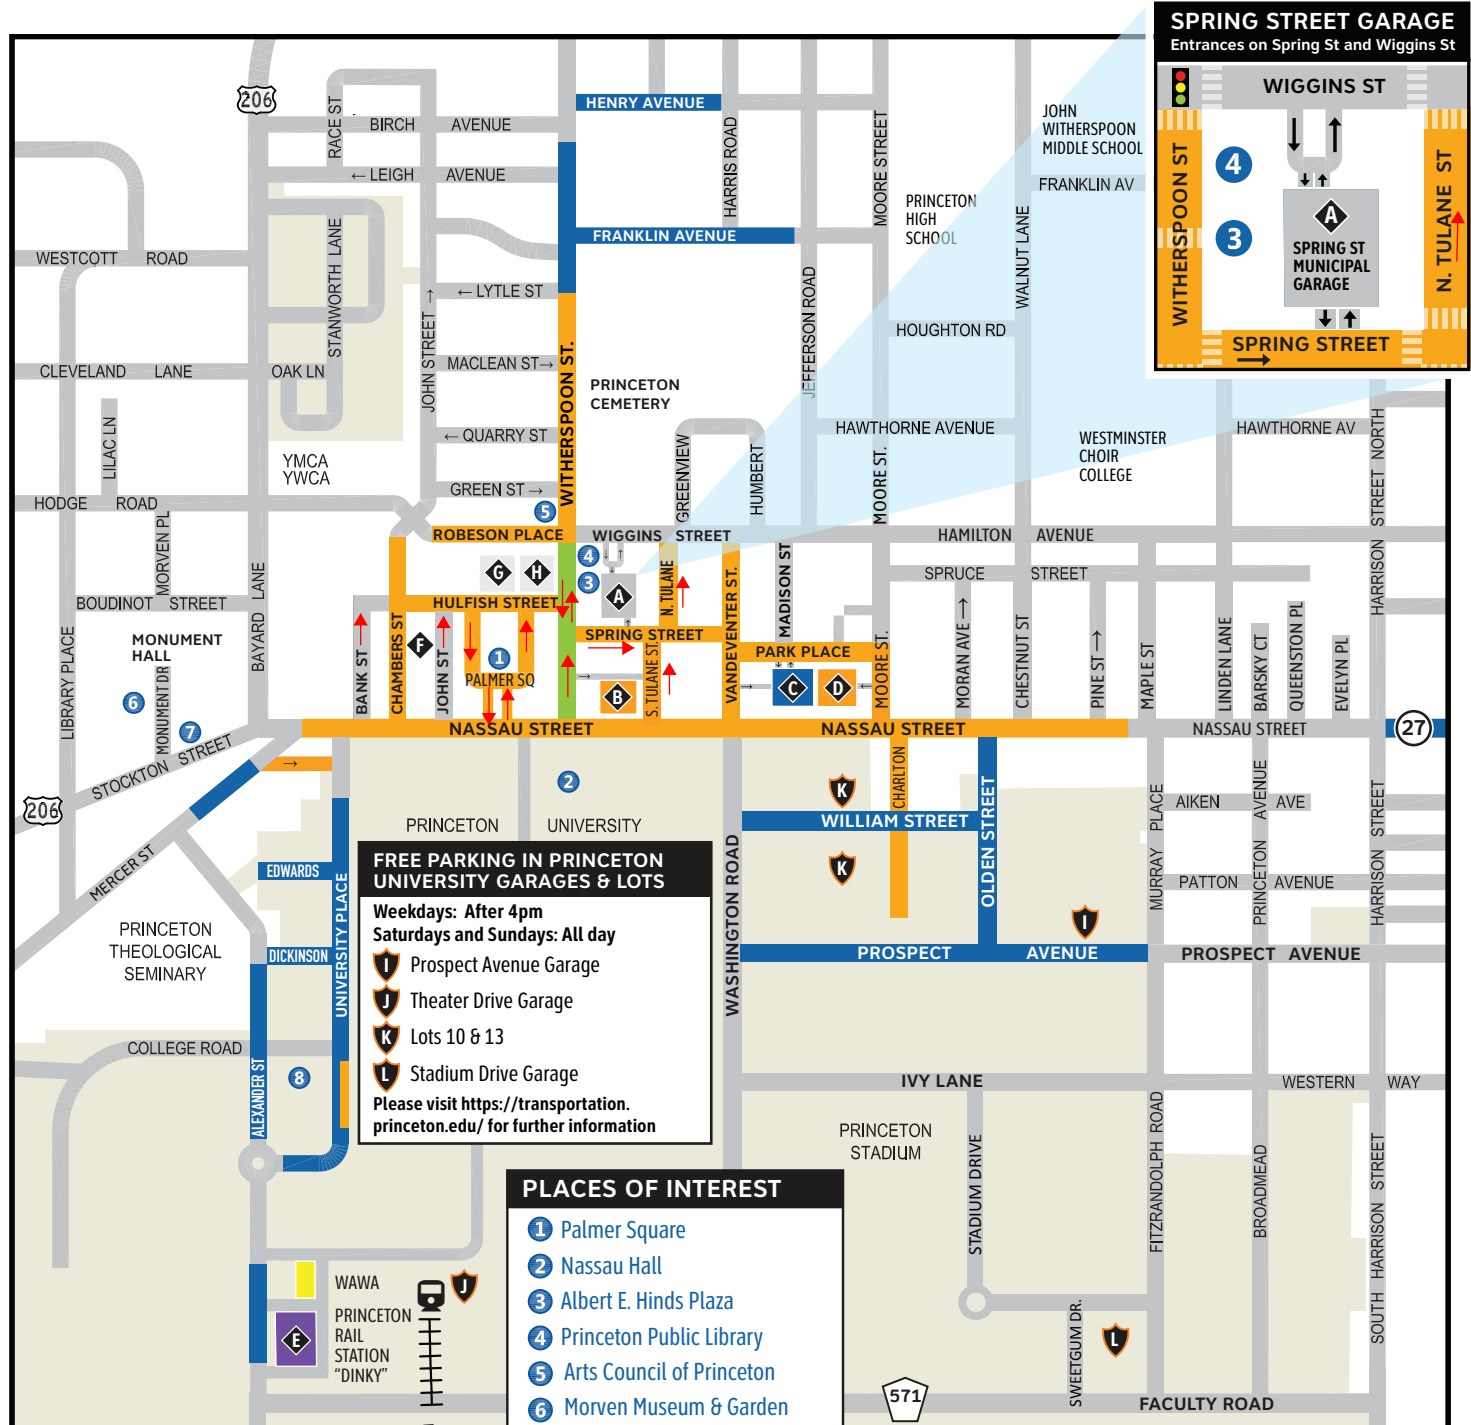 SPRING STREET GARAGE
Entrances on Spring St and Wiggins St
WIGGINS ST
WITHERSPOON ST
4
3
A
SPRING ST
MUNICIPAL
GARAGE
N. TULANE ST
SPRING STREET
206
RACE ST
BIRCH AVENUE
HENRY AVENUE
HARRIS ROAD
MOORE STREET
JOHN
WITHERSPOON
MIDDLE SCHOOL
← LEIGH AVENUE
FRANKLIN AV
PRINCETON
HIGH
SCHOOL
WALNUT LANE
STANWORTH LANE
FRANKLIN AVENUE
WESTCOTT ROAD
JEFFERSON ROAD
← LYTLE ST
JOHN STREET →
HOUGHTON RD
MACLEAN ST→
WITHERSPOON ST.
CLEVELAND LANE
OAK LN
PRINCETON
CEMETERY
LILAC LN
← QUARRY ST
HAWTHORNE AVENUE
HAWTHORNE AV
WESTMINSTER
CHOIR
COLLEGE
YMCA
YWCA
GREENVIEW
HUMBERT
MOORE ST.
HARRISON STREET NORTH
GREEN ST →
HODGE ROAD
5
MORVEN PL
ROBESON PLACE
WIGGINS STREET
HAMILTON AVENUE
G
H
4
3
A
N. TULANE
VANDEVENTER ST.
MADISON ST
SPRUCE STREET
BOUDINOT STREET
BAYARD LANE
HULFISH STREET
SPRING STREET
MONUMENT
HALL
LIBRARY PLACE
BANK ST
CHAMBERS ST
F
JOHN ST
1
PALMER SQ
PARK PLACE
B
S. TULANE ST.
C
D
MOORE ST.
MORAN AVE →
CHESTNUT ST
PINE ST →
MAPLE ST
LINDEN LANE
BARSKY CT
QUEENSTON PL
EVELYN PL
6
MONUMENT DR
7
STOCKTON STREET
NASSAU STREET
NASSAU STREET
NASSAU STREET
27
206
→
2
K
CHARLTON
OLDEN STREET
MURRAY PLACE
AIKEN AVE
PRINCETON AVENUE
HARRISON STREET
PRINCETON UNIVERSITY
WILLIAM STREET
WASHINGTON ROAD
MERCER ST
EDWARDS
K
PATTON AVENUE
FREE PARKING IN PRINCETON
UNIVERSITY GARAGES & LOTS
Weekdays: After 4pm
Saturdays and Sundays: All day
I Prospect Avenue Garage
J Theater Drive Garage
K Lots 10 & 13
L Stadium Drive Garage
Please visit https://transportation.
princeton.edu/ for further information
PRINCETON
THEOLOGICAL
SEMINARY
DICKINSON
UNIVERSITY PLACE
I
PROSPECT AVENUE
PROSPECT AVENUE
COLLEGE ROAD
ALEXANDER ST
8
IVY LANE
WESTERN WAY
PRINCETON
STADIUM
STADIUM DRIVE
FITZRANDOLPH ROAD
BROADMEAD
SOUTH HARRISON STREET
PLACES OF INTEREST
1 Palmer Square
2 Nassau Hall
3 Albert E. Hinds Plaza
4 Princeton Public Library
5 Arts Council of Princeton
6 Morven Museum & Garden
WAWA
J
E
PRINCETON
RAIL
STATION
"DINKY"
SWEETGUM DR.
L
571
FACULTY ROAD